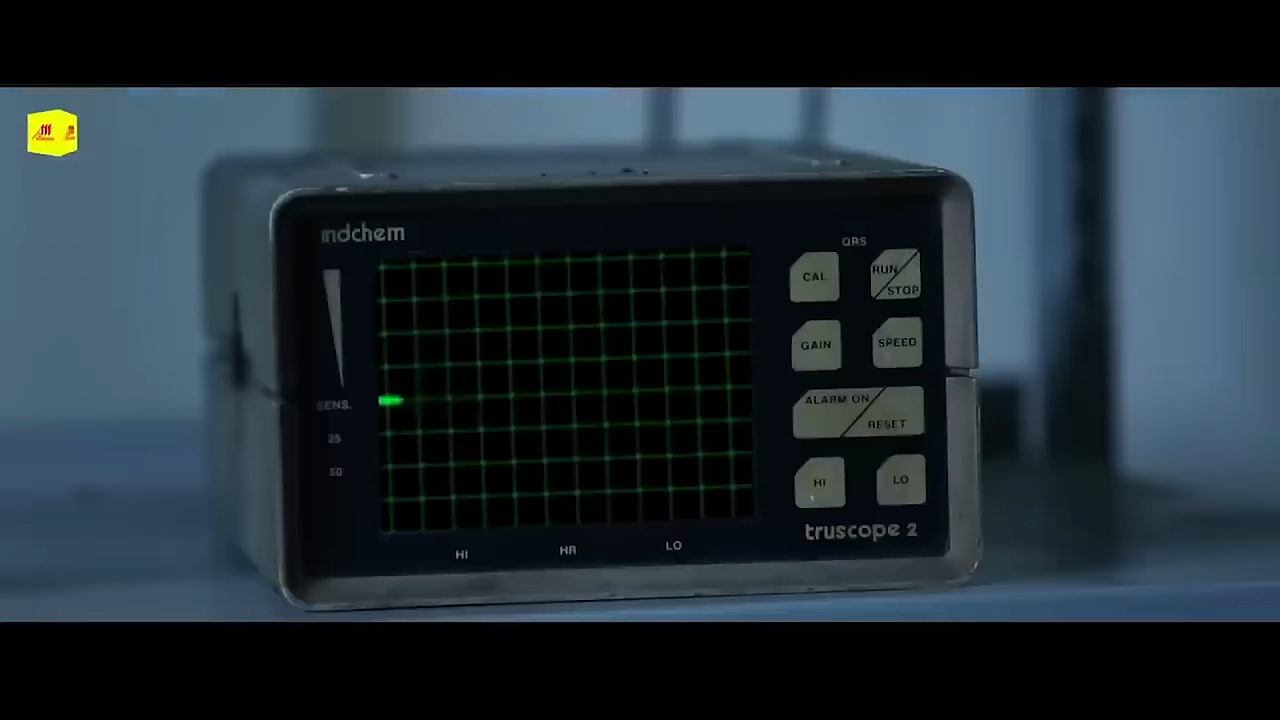 indchem
QRS
CAL
RUN
STOP
GAIN
SPEED
SENS.
ALARM ON
RESET
25
50
HI
LO
truscope 2
HI
HR
LO